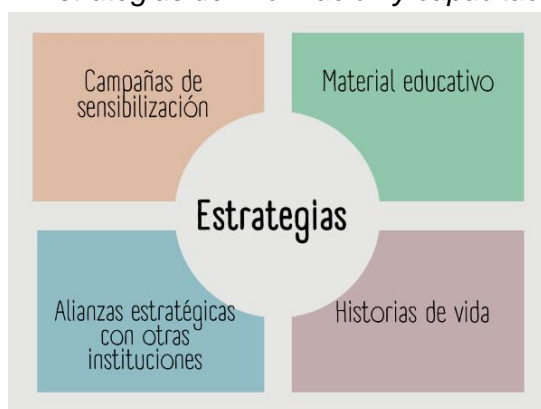 Campañas de
sensibilización
Material educativo
Estrategias
Alianzas estratégicas
con otras
instituciones
Historias de vida